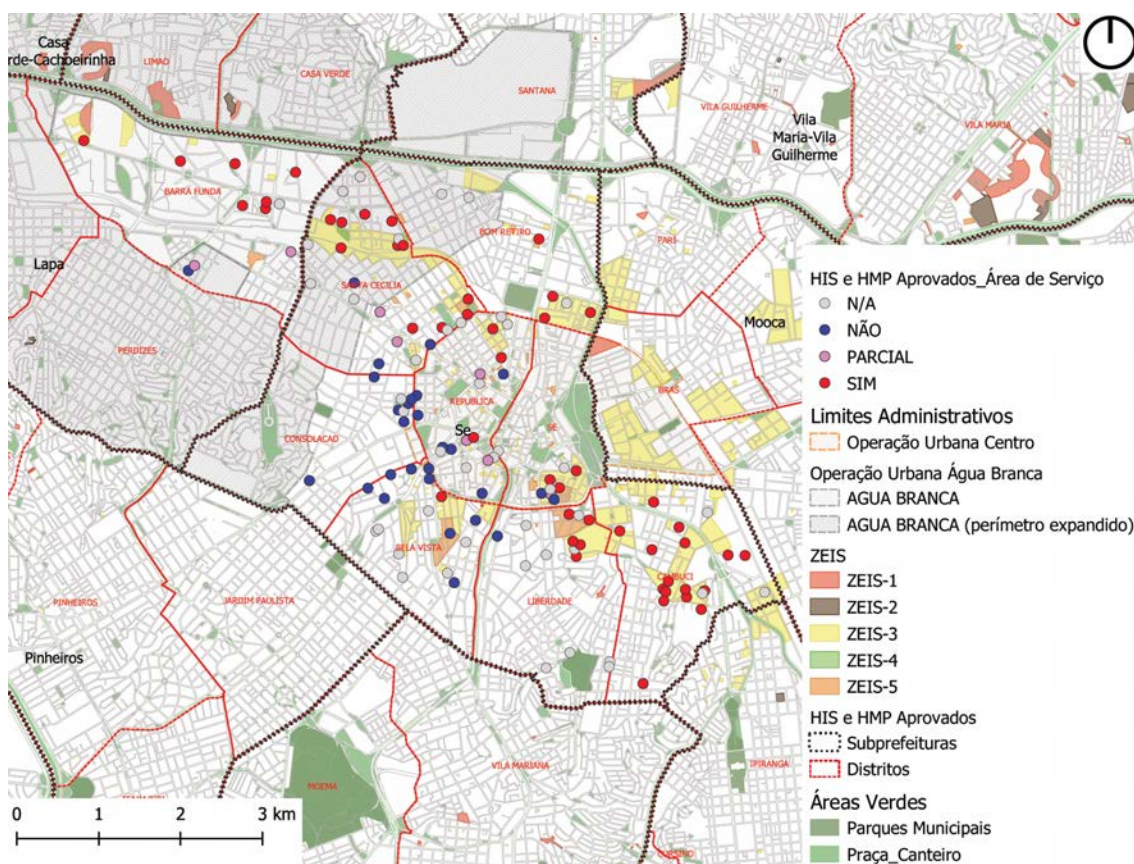 Casa
rde-Cachoeirinha
LIMAO
CASA VERDE
SANTANA
VILA GUILHERME
Vila
Maria-Vila
Guilherme
VILA MARIA
BARRA FUNDA
BOM RETIRO
PARI
Lapa
SANTA CECILIA
Mooca
PERDIZES
REPUBLICA
BRAS
Se
SE
CONSOLACAO
BELA VISTA
CAMBUCI
PINHEIROS
JARDIM PAULISTA
LIBERDADE
Pinheiros
VILA MARIANA
IPIRANGA
MOEMA
CURSINO
0 1 2 3 km
HIS e HMP Aprovados_Área de Serviço
N/A
NÃO
PARCIAL
SIM
Limites Administrativos
Operação Urbana Centro
Operação Urbana Água Branca
AGUA BRANCA
AGUA BRANCA (perímetro expandido)
ZEIS
ZEIS-1
ZEIS-2
ZEIS-3
ZEIS-4
ZEIS-5
HIS e HMP Aprovados
Subprefeituras
Distritos
Áreas Verdes
Parques Municipais
Praça_Canteiro